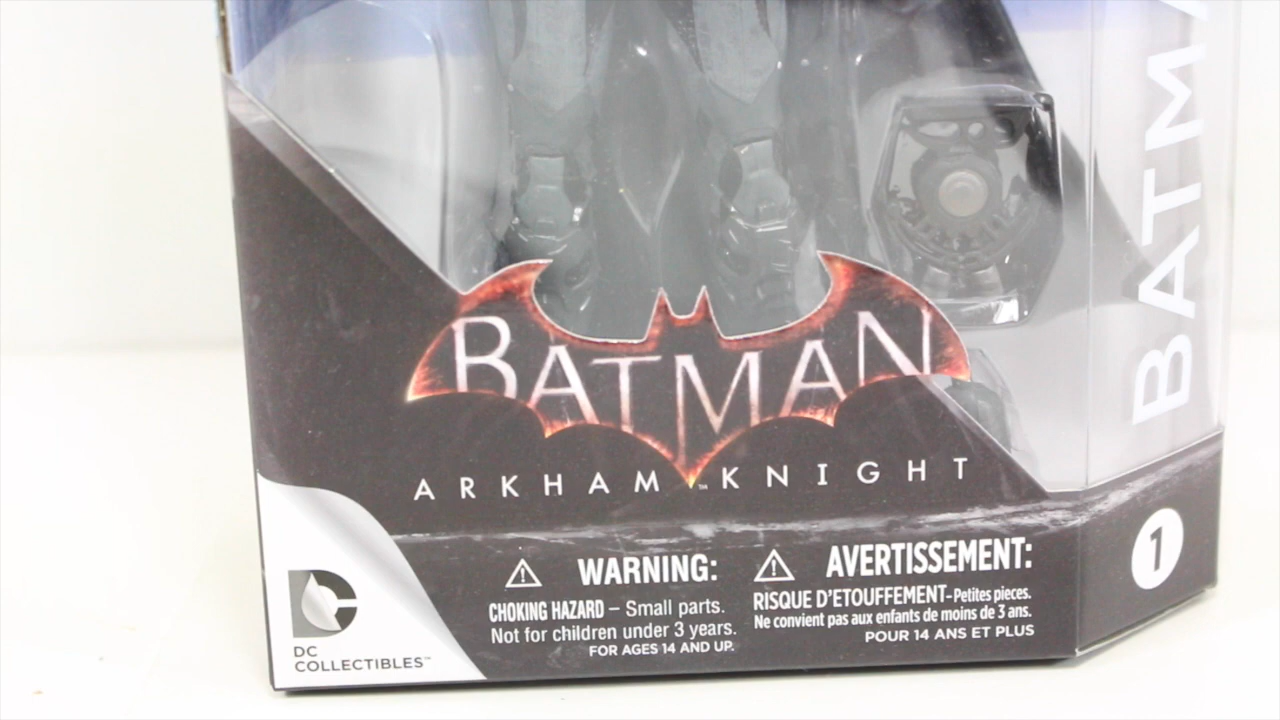 BATMAN
ARKHAM KNIGHT
WARNING:
CHOKING HAZARD – Small parts.
Not for children under 3 years.
FOR AGES 14 AND UP.
AVERTISSEMENT:
RISQUE D'ETOUFFEMENT-Petites pieces.
Ne convient pas aux enfants de moins de 3 ans.
POUR 14 ANS ET PLUS
DC
COLLECTIBLES™
BATMA
1